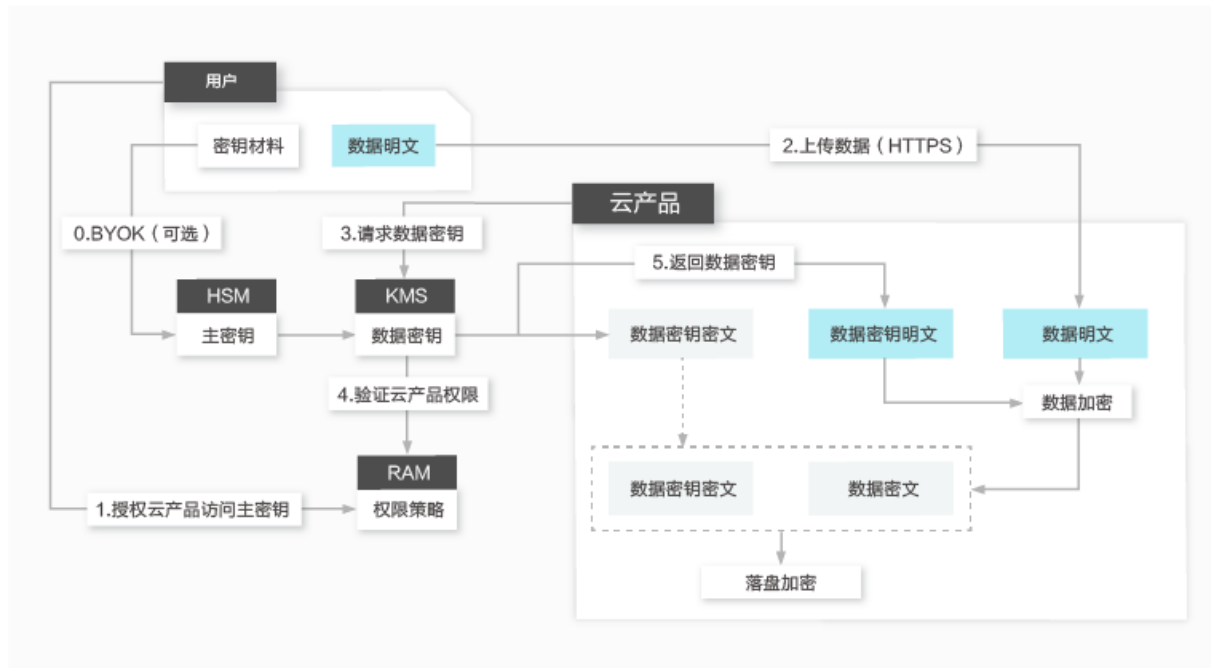 用户
密钥材料
数据明文
2.上传数据（HTTPS）
云产品
0.BYOK（可选）
3.请求数据密钥
5.返回数据密钥
HSM
主密钥
KMS
数据密钥
数据密钥密文
数据密钥明文
数据明文
4.验证云产品权限
数据加密
RAM
权限策略
1.授权云产品访问主密钥
数据密钥密文
数据密文
落盘加密